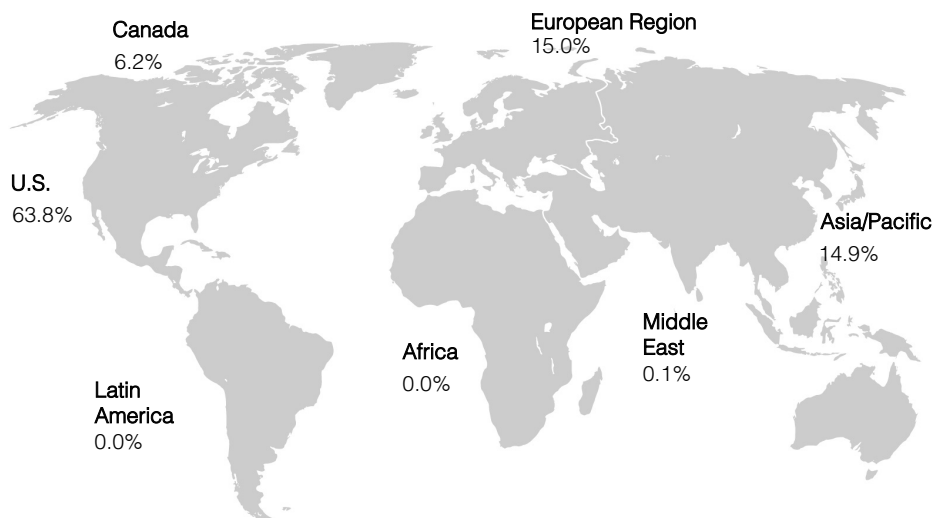 Canada
6.2%
European Region
15.0%
U.S.
63.8%
Asia/Pacific
14.9%
Middle
East
0.1%
Africa
0.0%
Latin
America
0.0%